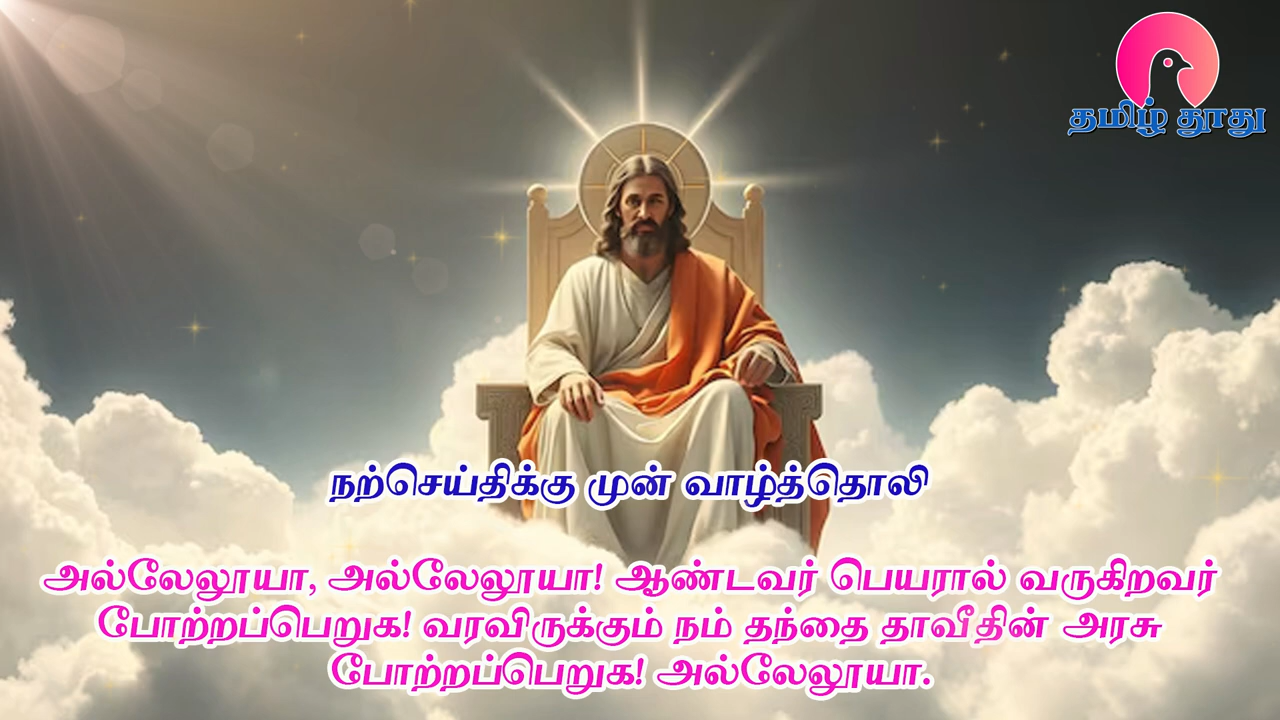 தமிழ் தூது
நற்செய்திக்கு முன் வாழ்த்தொலி
அல்லேலூயா, அல்லேலூயா! ஆண்டவர் பெயரால் வருகிறவர்
போற்றப்பெறுக! வரவிருக்கும் நம் தந்தை தாவீதின் அரசு
போற்றப்பெறுக! அல்லேலூயா.